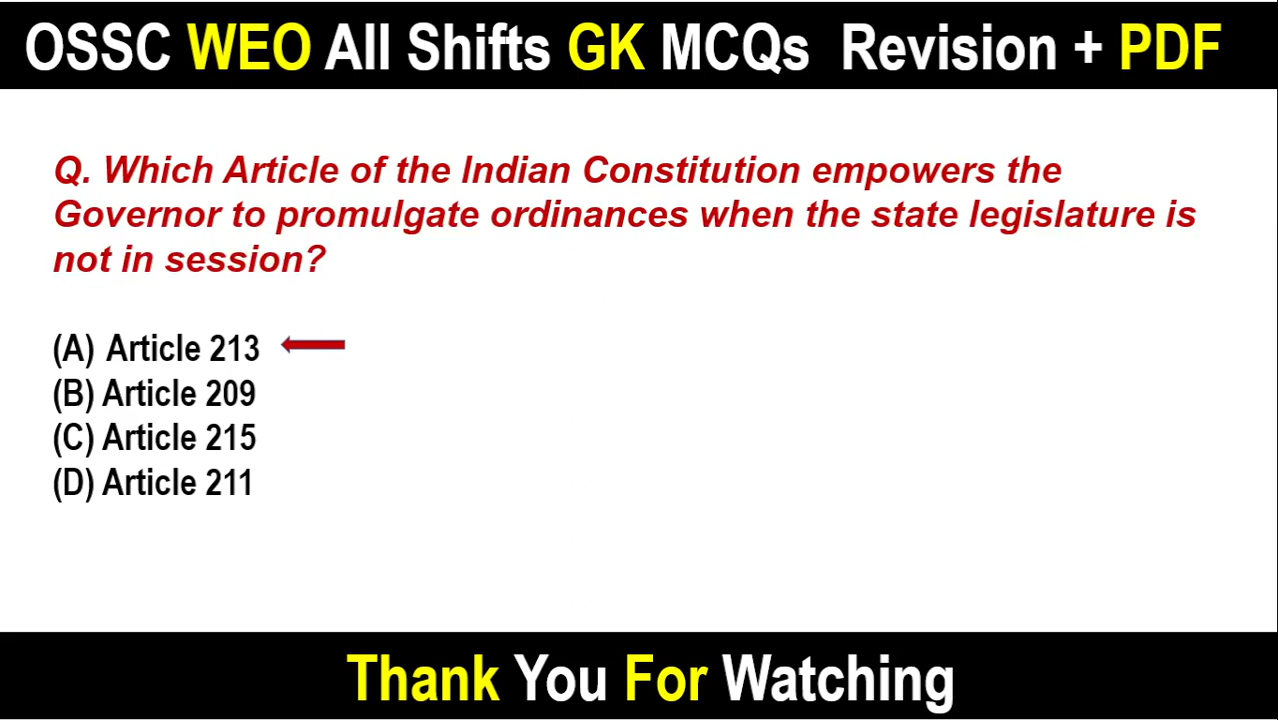 OSSC WEO All Shifts GK MCQs Revision + PDF
Q. Which Article of the Indian Constitution empowers the
Governor to promulgate ordinances when the state legislature is
not in session?
(A) Article 213
(B) Article 209
(C) Article 215
(D) Article 211
Thank You For Watching